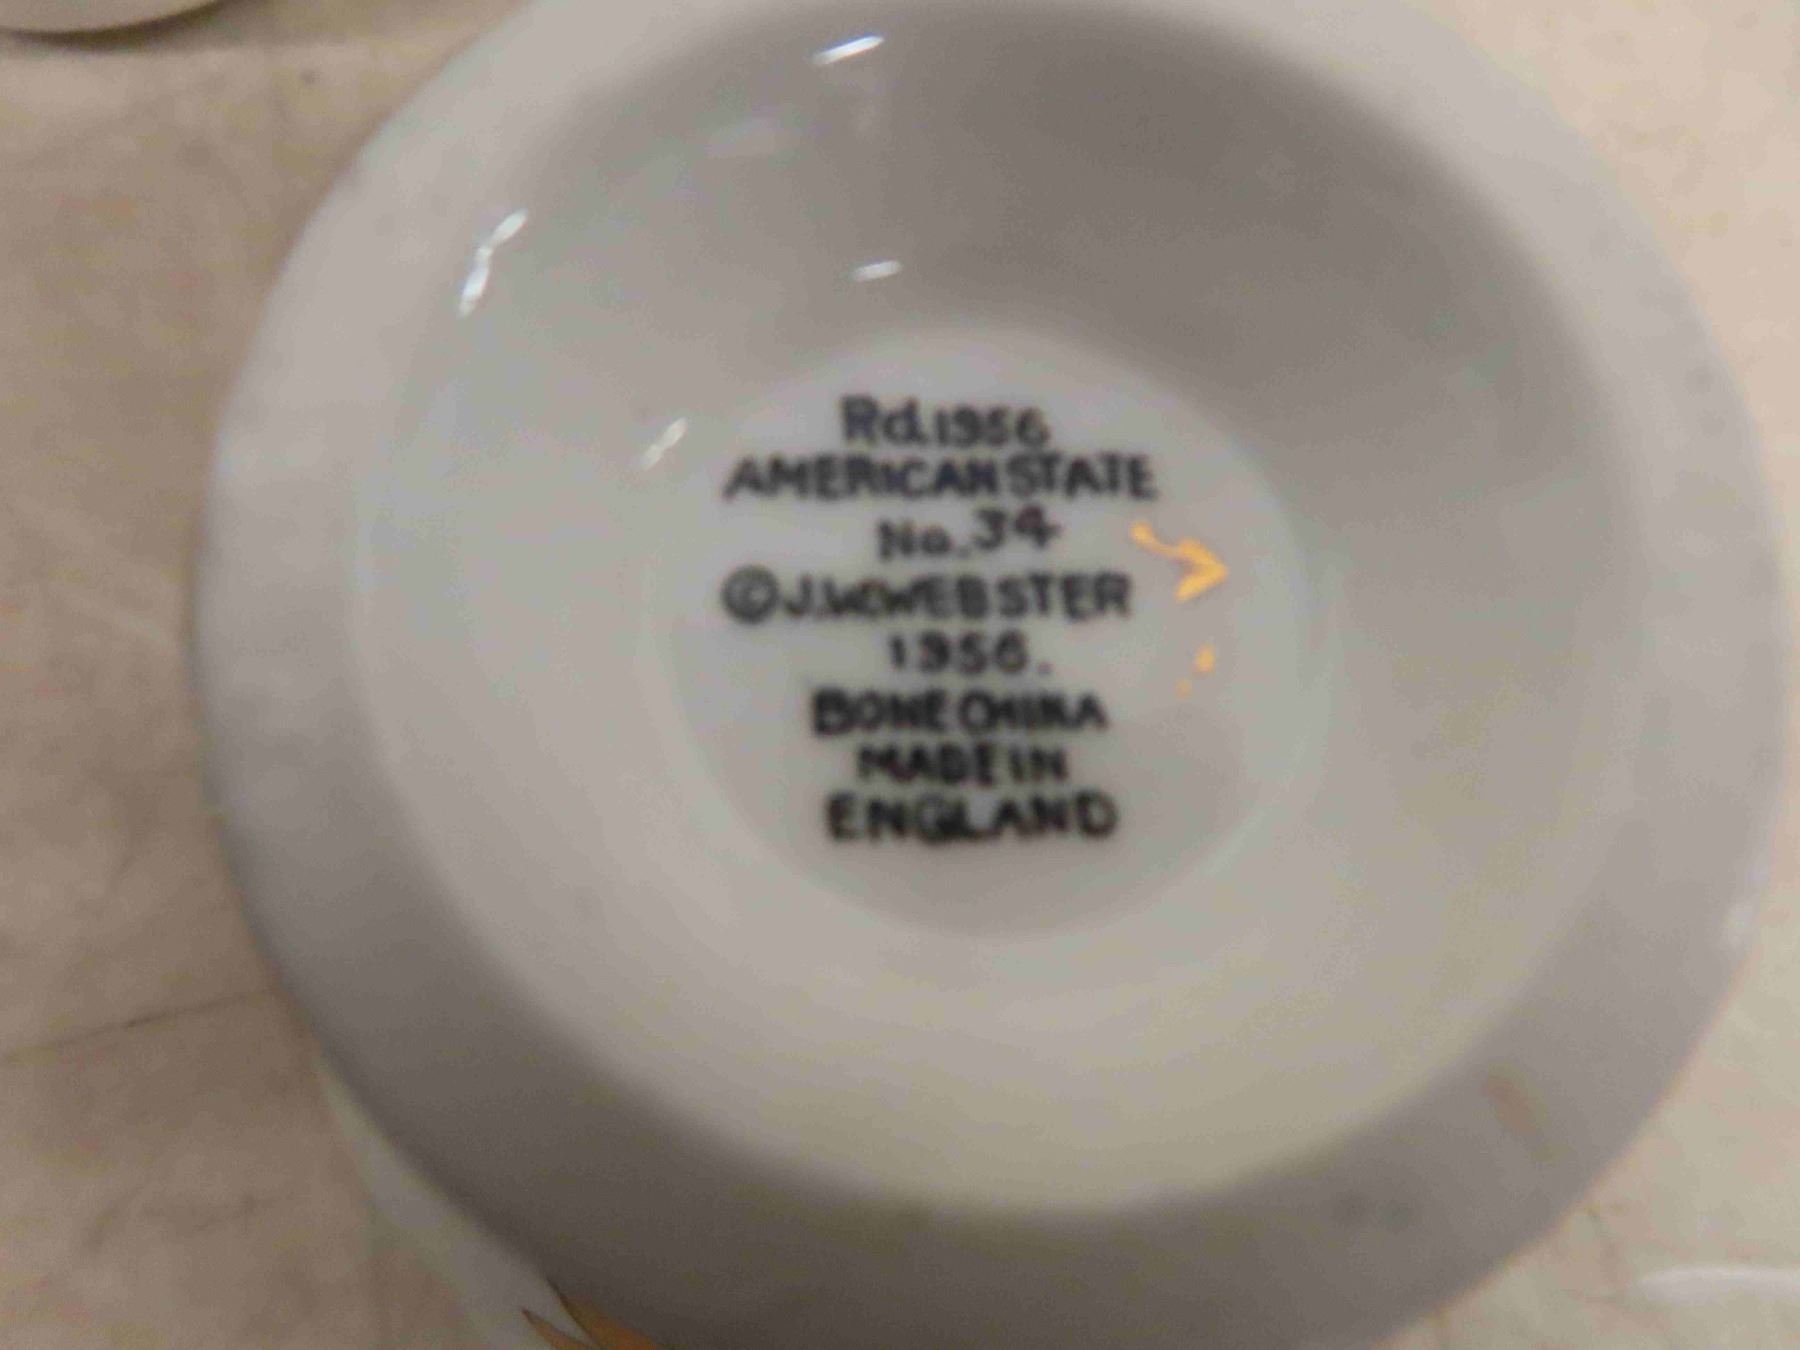 Rd.1956
AMERICAN STATE
No. 34
© J.W.WEBSTER
1956.
BONE CHINA
MADE IN
ENGLAND